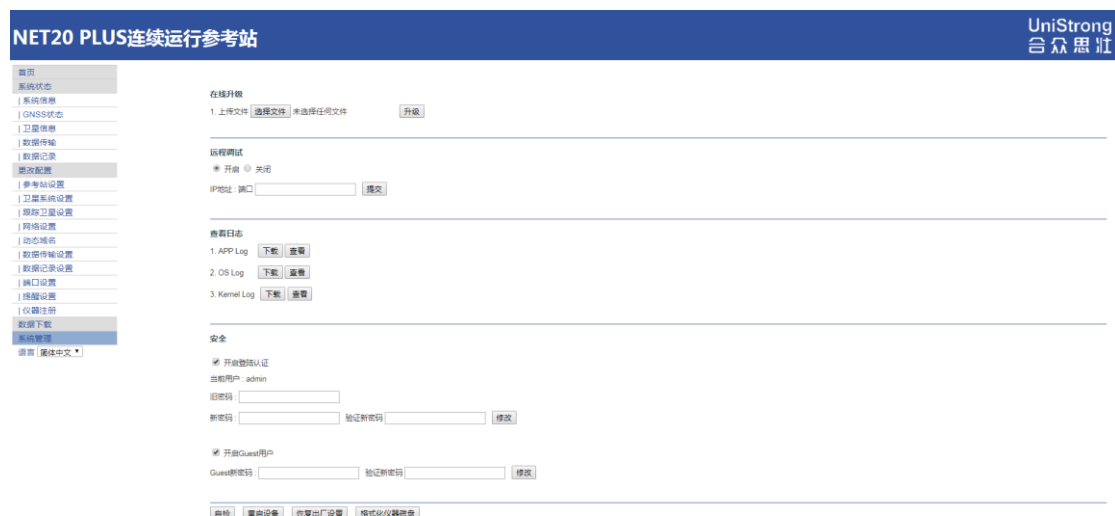 NET20 PLUS连续运行参考站
UniStrong
合众思壮
首页
系统状态
| 系统信息
| GNSS状态
| 卫星信息
| 数据传输
| 数据记录
更改配置
| 参考站设置
| 卫星系统设置
| 跟踪卫星设置
| 网络设置
| 动态域名
| 数据传输设置
| 数据记录设置
| 端口设置
| 提醒设置
| 仪器注册
数据下载
系统管理
语言 简体中文
在线升级
1. 上传文件 选择文件 未选择任何文件 升级
远程调试
开启 关闭
IP地址 : 端口 提交
查看日志
1. APP Log 下载 查看
2. OS Log 下载 查看
3. Kernel Log 下载 查看
安全
开启登陆认证
当前用户 : admin
旧密码 :
新密码 : 验证新密码 修改
开启Guest用户
Guest新密码 : 验证新密码 修改
自检 重启设备 恢复出厂设置 格式化仪器磁盘